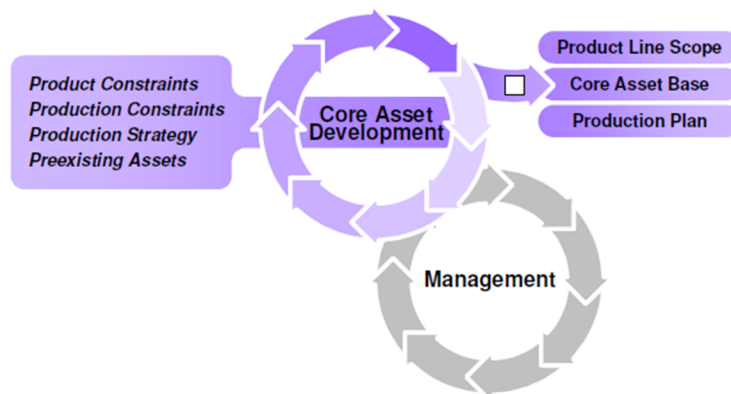 Product Constraints
Production Constraints
Production Strategy
Preexisting Assets
Core Asset
Development
Product Line Scope
Core Asset Base
Production Plan
Management